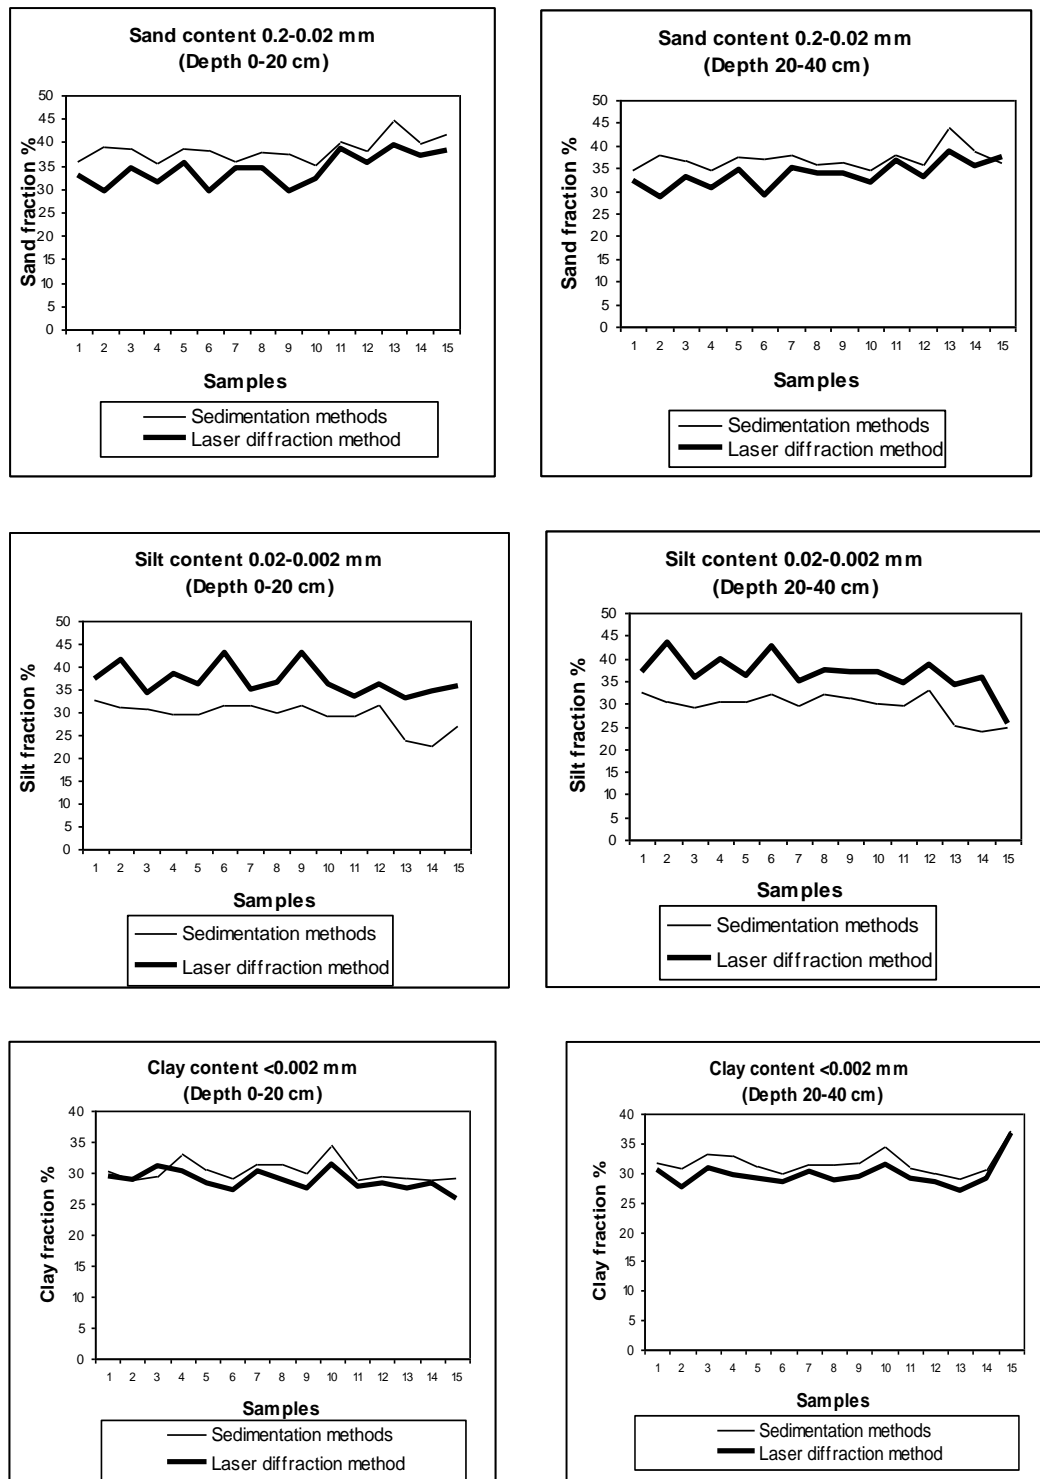 Sand content 0.2-0.02 mm
(Depth 0-20 cm)
50
45
40
35
30
25
20
15
10
5
0
Sand fraction %
1 2 3 4 5 6 7 8 9 10 11 12 13 14 15
Samples
Sedimentation methods
Laser diffraction method
Sand content 0.2-0.02 mm
(Depth 20-40 cm)
50
45
40
35
30
25
20
15
10
5
0
Sand fraction %
1 2 3 4 5 6 7 8 9 10 11 12 13 14 15
Samples
Sedimentation methods
Laser diffraction method
Silt content 0.02-0.002 mm
(Depth 0-20 cm)
50
45
40
35
30
25
20
15
10
5
0
Silt fraction %
1 2 3 4 5 6 7 8 9 10 11 12 13 14 15
Samples
Sedimentation methods
Laser diffraction method
Silt content 0.02-0.002 mm
(Depth 20-40 cm)
50
45
40
35
30
25
20
15
10
5
0
Silt fraction %
1 2 3 4 5 6 7 8 9 10 11 12 13 14 15
Samples
Sedimentation methods
Laser diffraction method
Clay content <0.002 mm
(Depth 0-20 cm)
40
35
30
25
20
15
10
5
0
Clay fraction %
1 2 3 4 5 6 7 8 9 10 11 12 13 14 15
Samples
Sedimentation methods
Laser diffraction method
Clay content <0.002 mm
(Depth 20-40 cm)
40
35
30
25
20
15
10
5
0
Clay fraction %
1 2 3 4 5 6 7 8 9 10 11 12 13 14 15
Samples
Sedimentation methods
Laser diffraction method